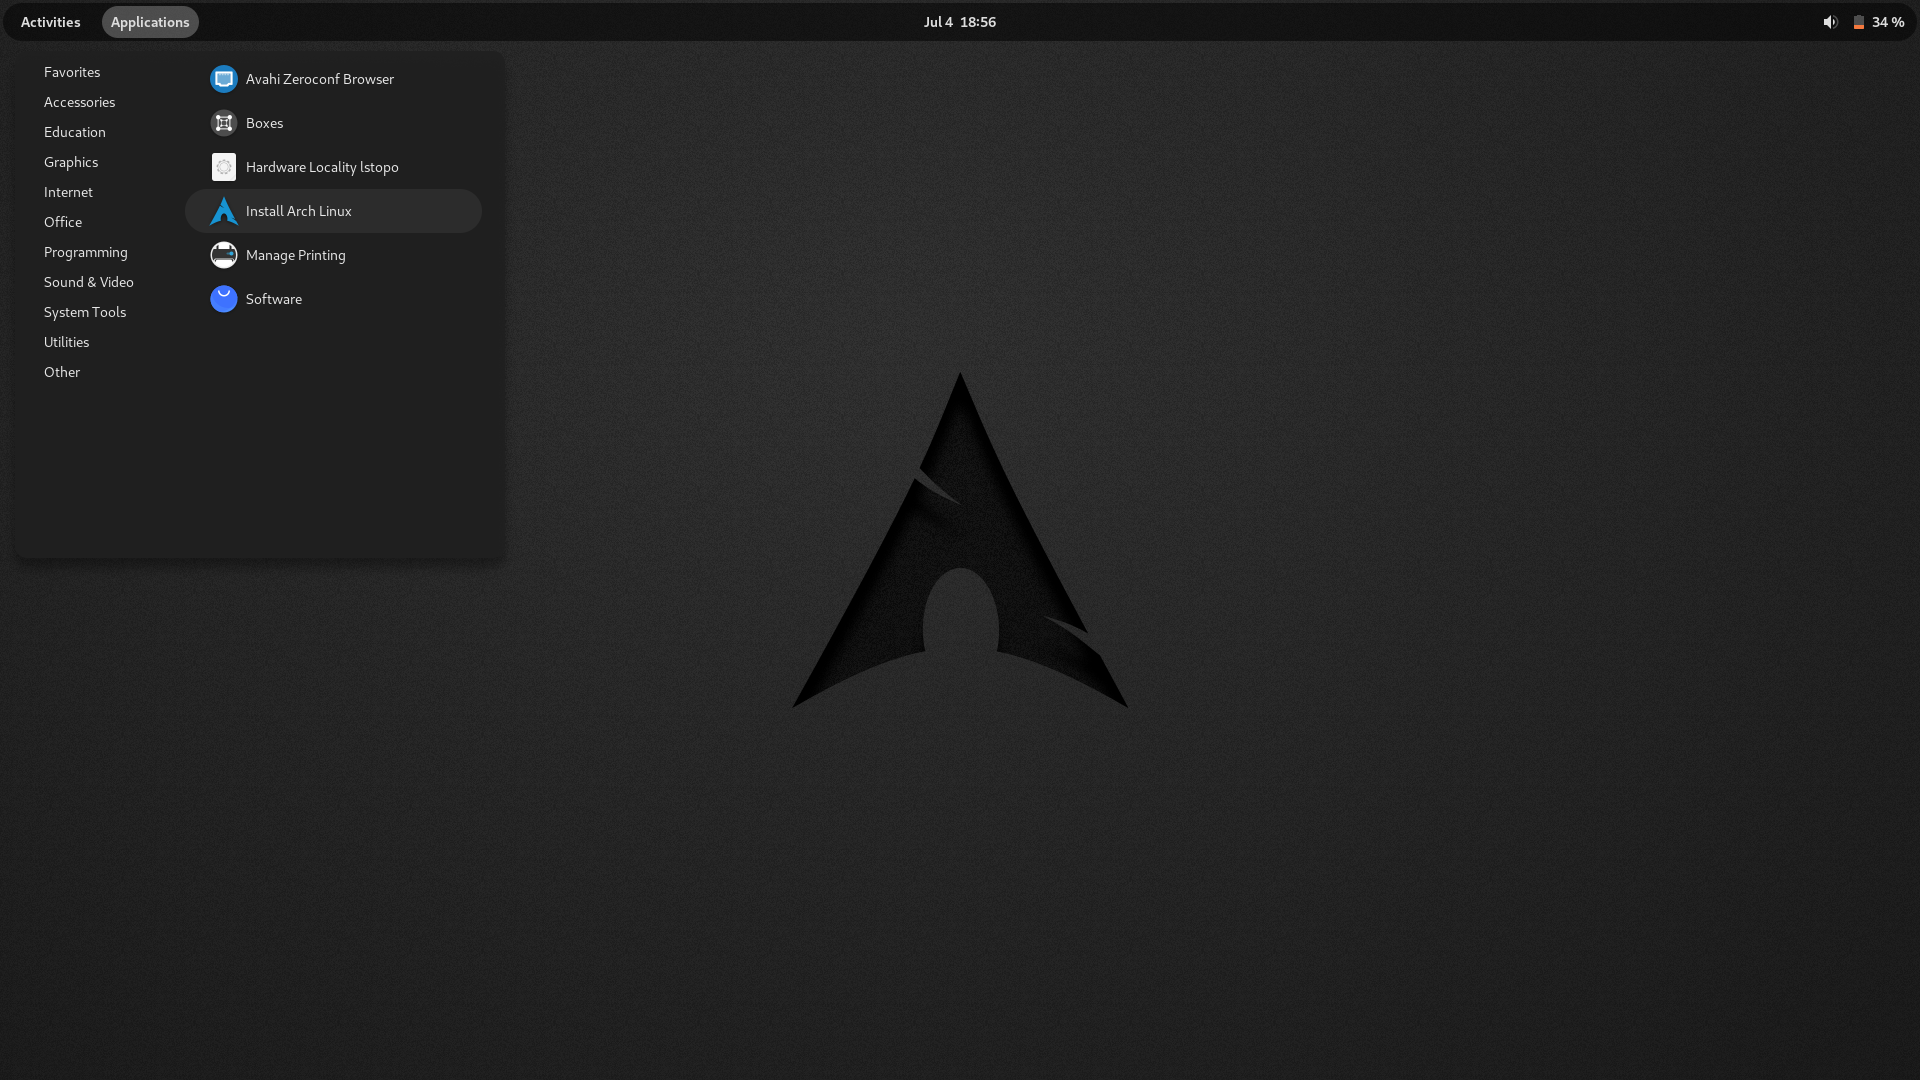 Activities
Applications
Jul 4 18:56
34 %
Favorites
Accessories
Education
Graphics
Internet
Office
Programming
Sound & Video
System Tools
Utilities
Other
Avahi Zeroconf Browser
Boxes
Hardware Locality lstopo
Install Arch Linux
Manage Printing
Software